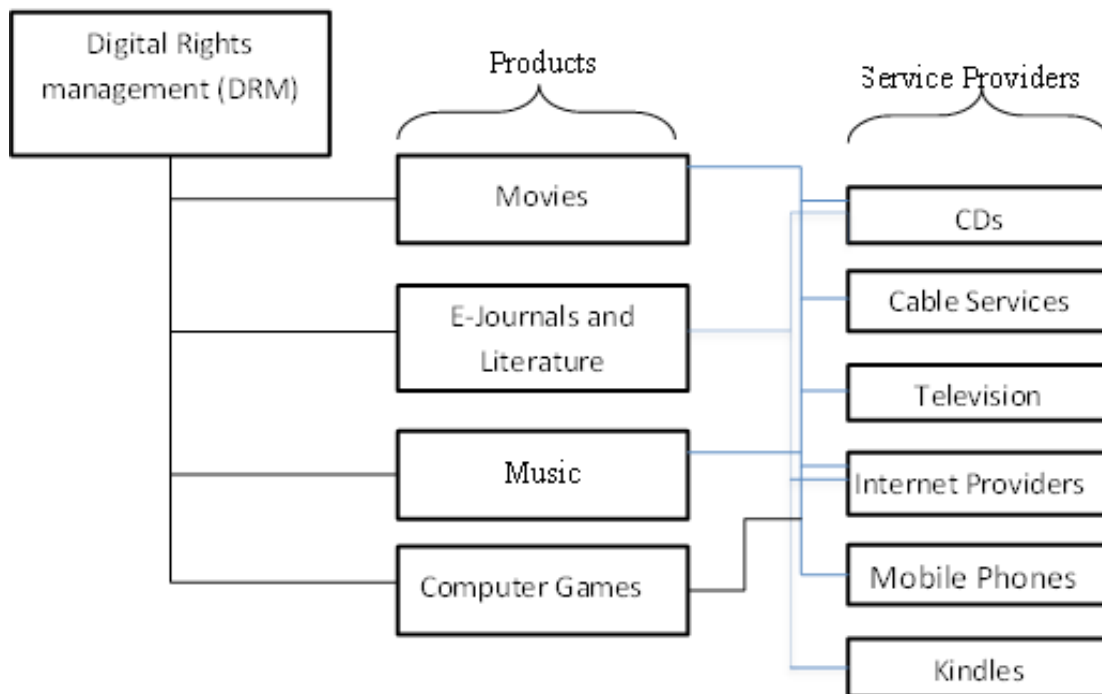 Digital Rights
management (DRM)
Products
Service Providers
Movies
E-Journals and
Literature
Music
Computer Games
CDs
Cable Services
Television
Internet Providers
Mobile Phones
Kindles